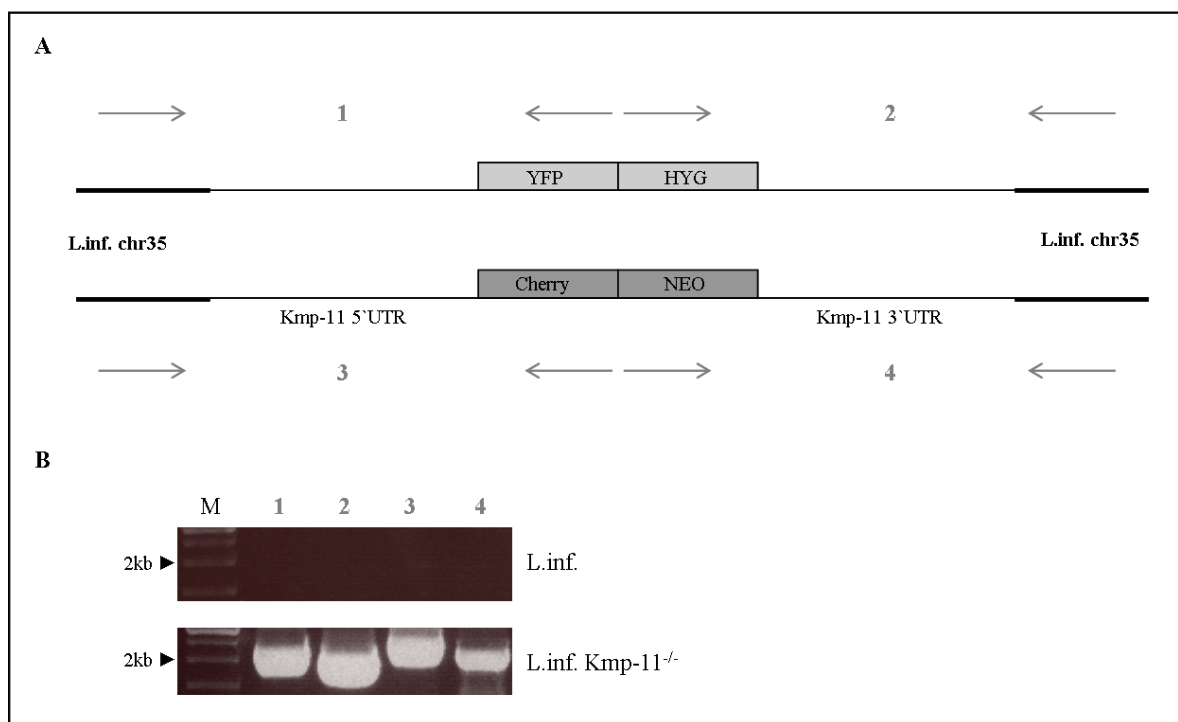 A
1 2
YFP HYG
L.inf. chr35 L.inf. chr35
Cherry NEO
Kmp-11 5`UTR Kmp-11 3`UTR
3 4
B
M 1 2 3 4
2kb L.inf.
2kb L.inf. Kmp-11-/-